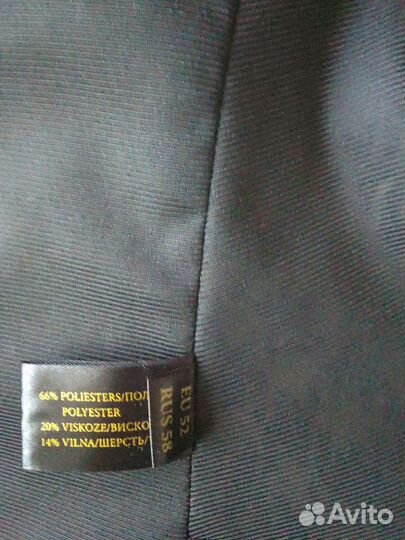 66% POLIESTERS/ПОЛ
POLYESTER
20% VISKOZE/ВИСКО
14% VILNA/ШЕРСТЬ/
EU 52
RUS 58
Avito